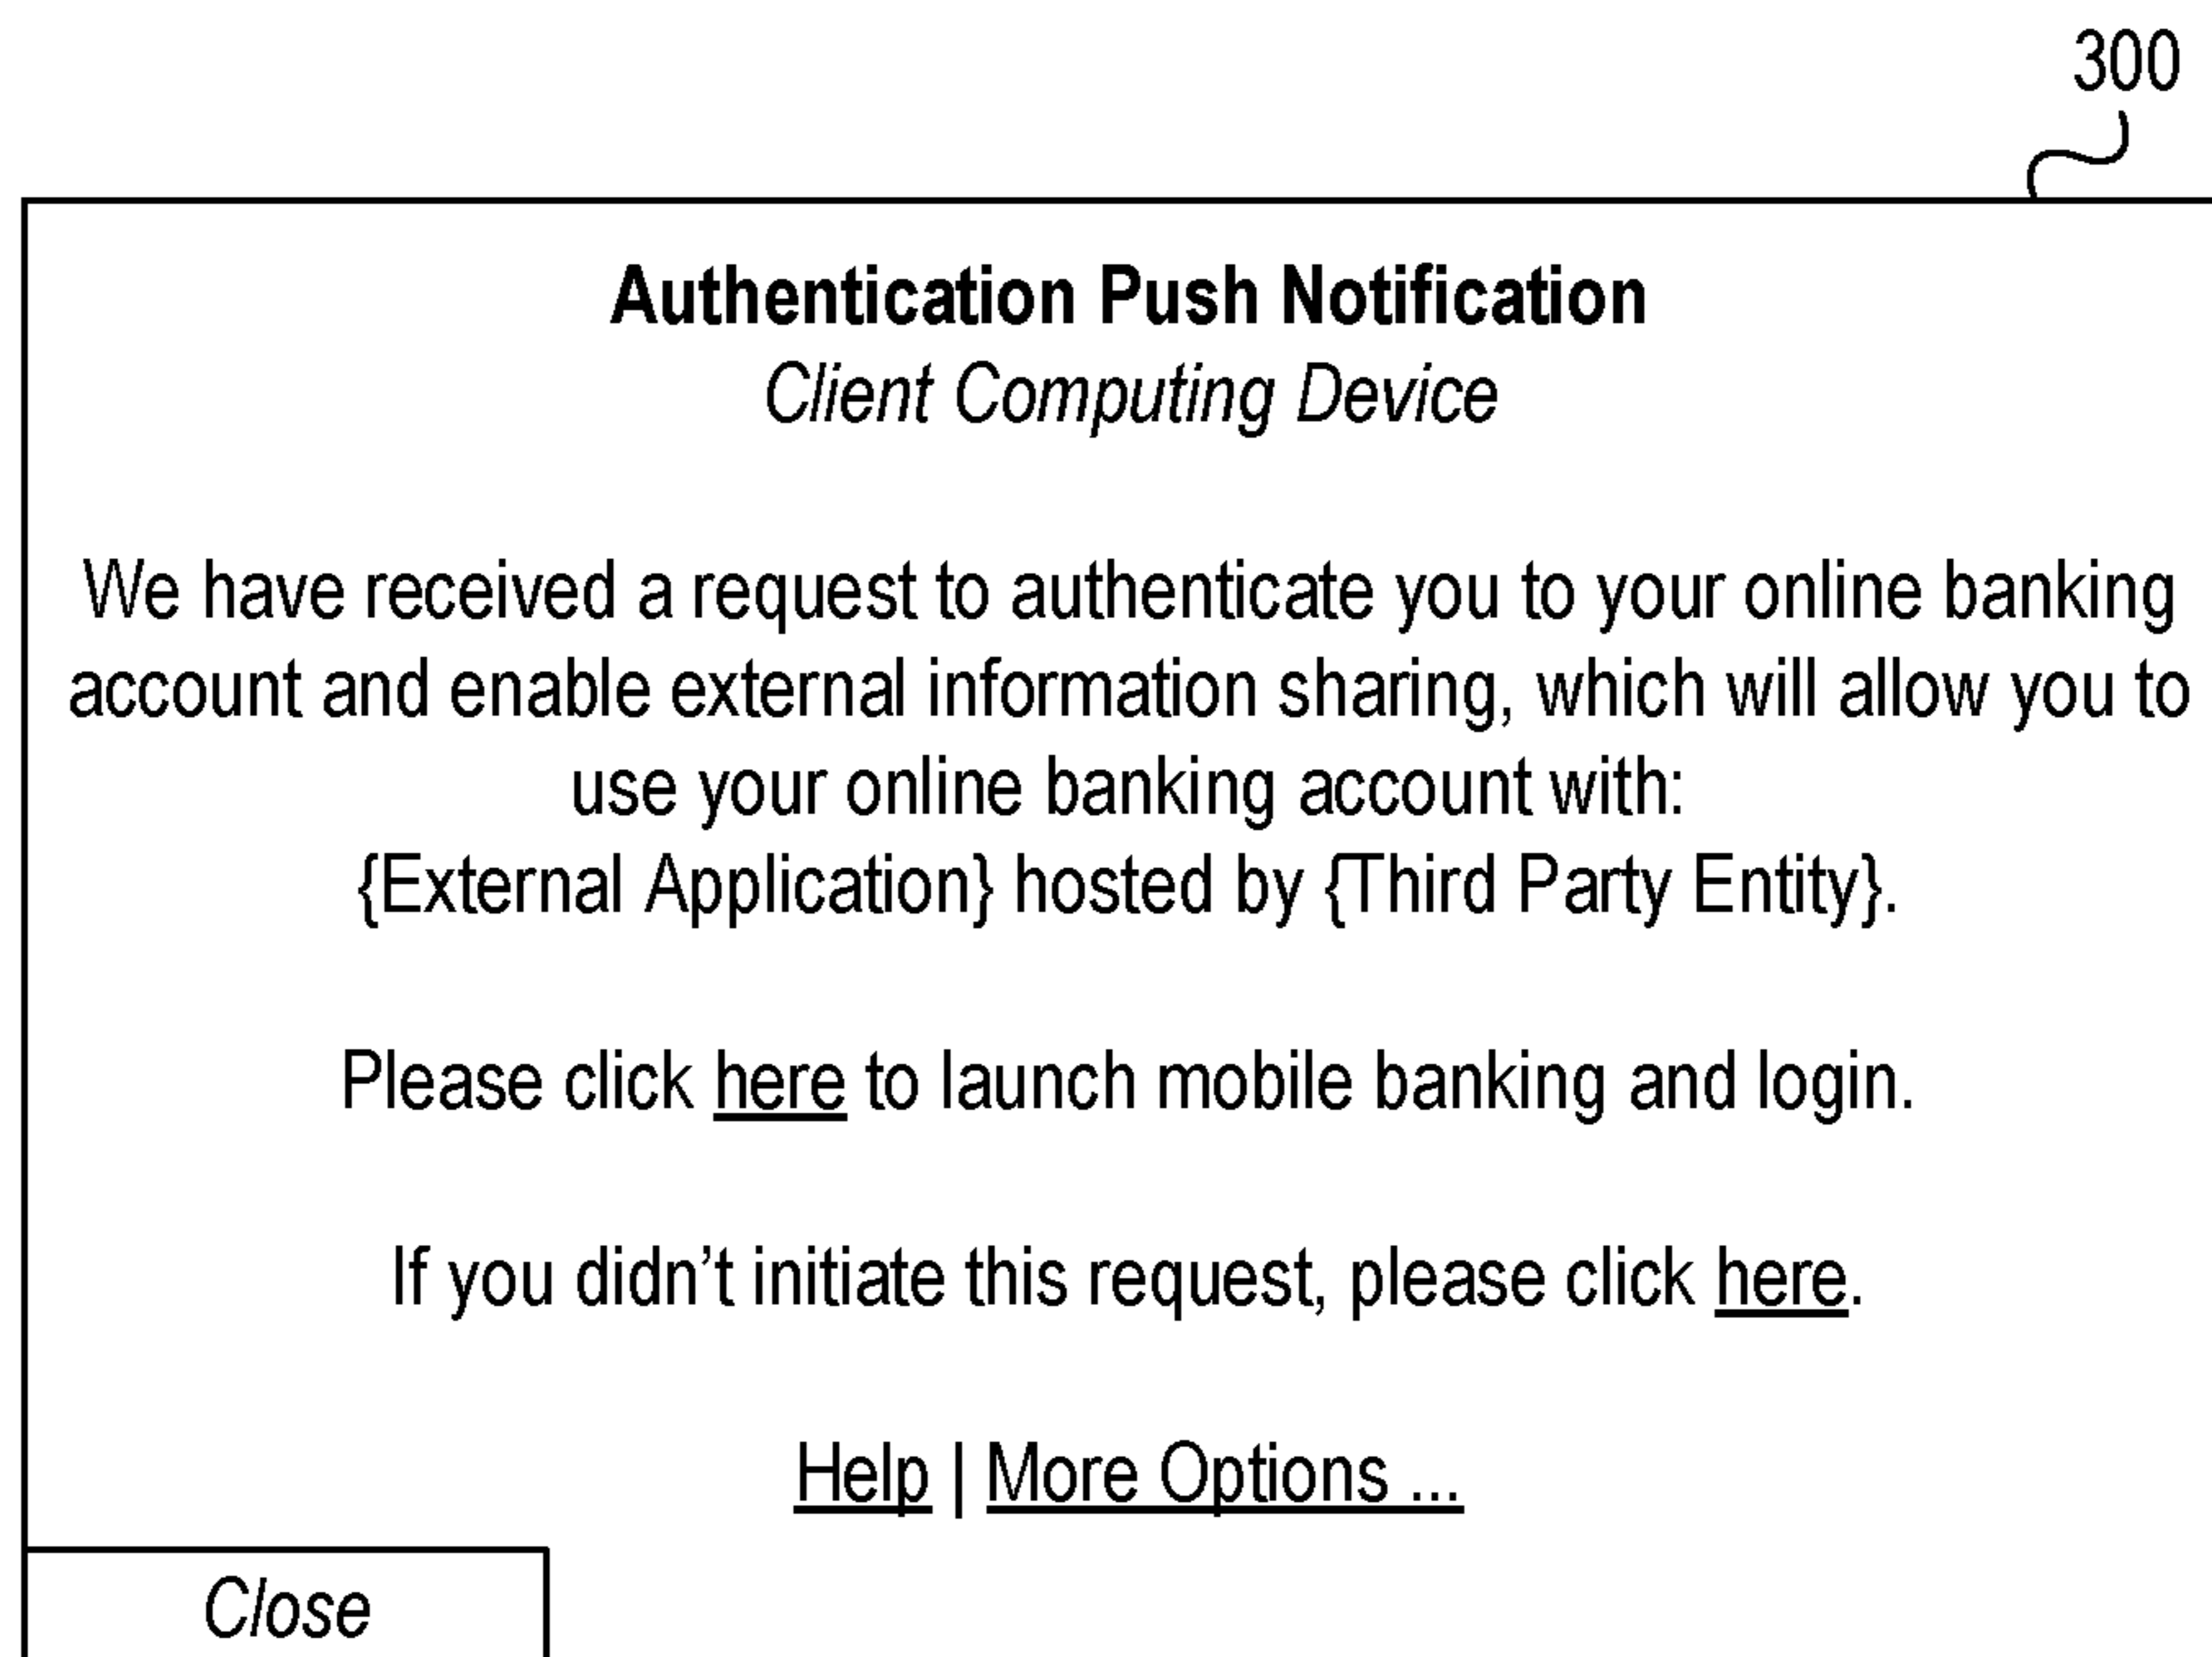 300
Authentication Push Notification
Client Computing Device
We have received a request to authenticate you to your online banking
account and enable external information sharing, which will allow you to
use your online banking account with:
{External Application} hosted by {Third Party Entity}.
Please click here to launch mobile banking and login.
If you didn’t initiate this request, please click here.
Help | More Options ...
Close